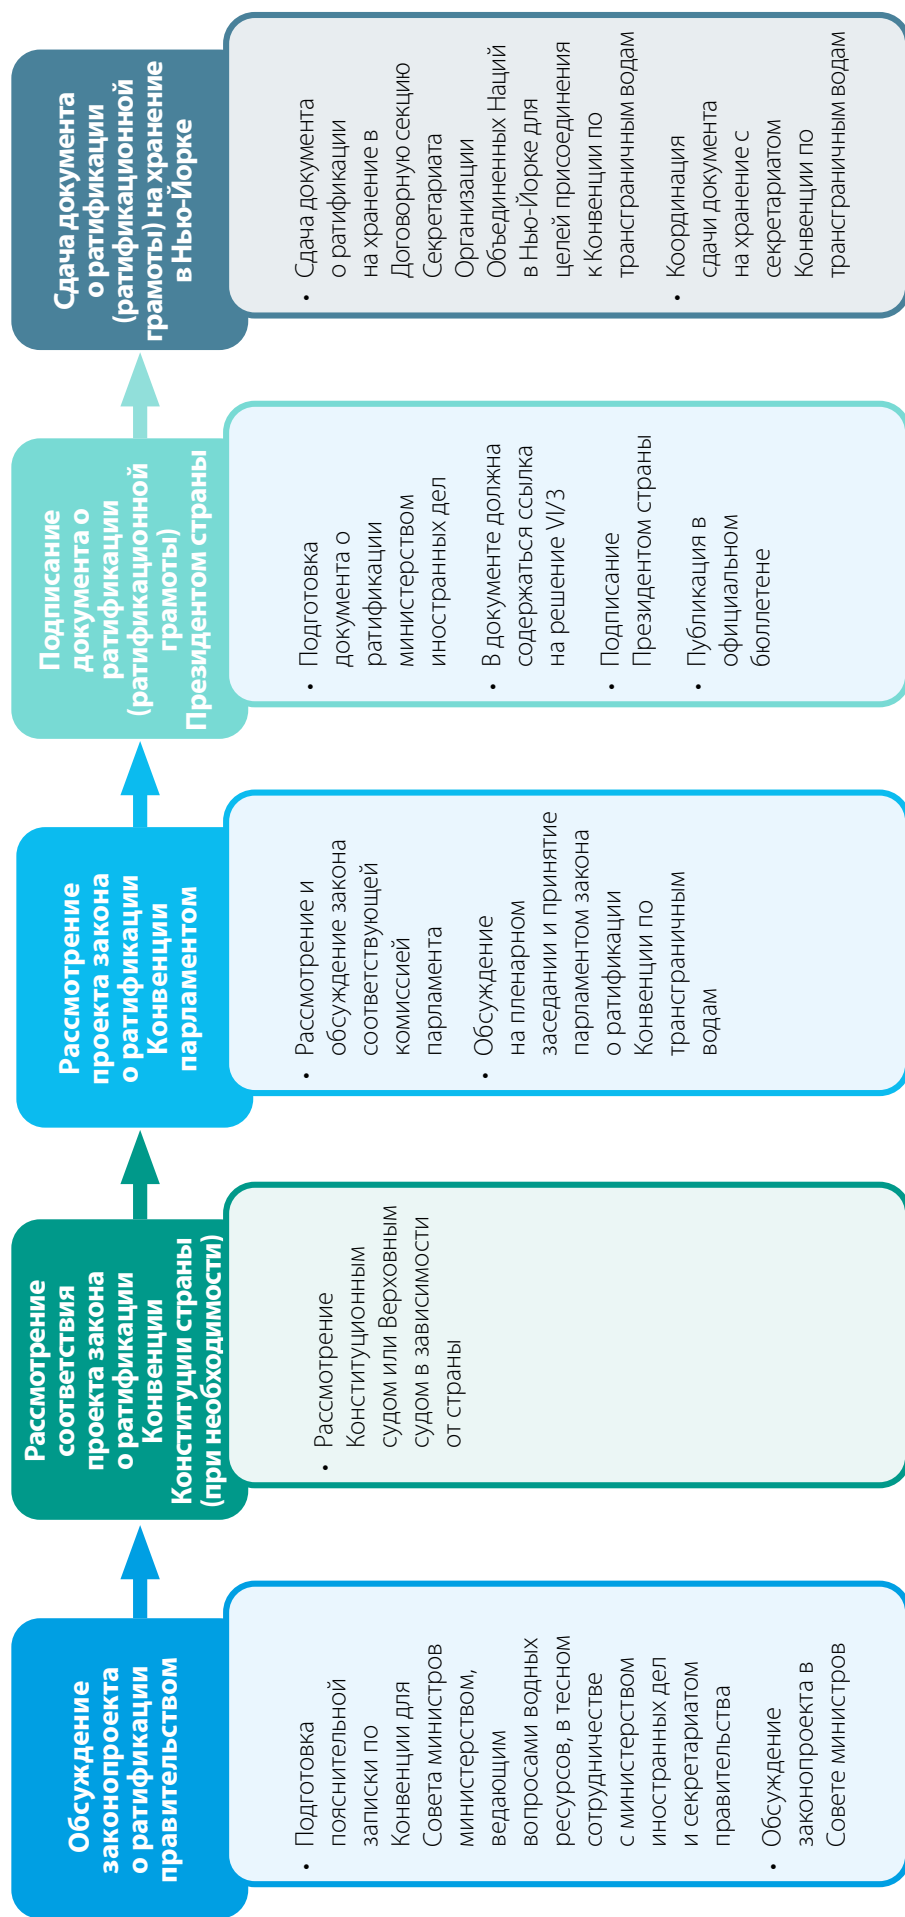 Обсуждение
законопроекта
о ратификации
правительством
• Подготовка
пояснительной
записки по
Конвенции для
Совета министров
министерством,
ведающим
вопросами водных
ресурсов, в тесном
сотрудничестве
с министерством
иностранных дел
и секретариатом
правительства
• Обсуждение
законопроекта в
Совете министров
Рассмотрение
соответствия
проекта закона
о ратификации
Конвенции
Конституции страны
(при необходимости)
• Рассмотрение
Конституционным
судом или Верховным
судом в зависимости
от страны
Рассмотрение
проекта закона
о ратификации
Конвенции
парламентом
• Рассмотрение и
обсуждение закона
соответствующей
комиссией
парламента
• Обсуждение
на пленарном
заседании и принятие
парламентом закона
о ратификации
Конвенции по
трансграничным
водам
Подписание
документа о
ратификации
(ратификационной
грамоты)
Президентом страны
• Подготовка
документа о
ратификации
министерством
иностранных дел
• В документе должна
содержаться ссылка
на решение VI/3
• Подписание
Президентом страны
• Публикация в
официальном
бюллетене
Сдача документа
о ратификации
(ратификационной
грамоты) на хранение
в Нью-Йорке
• Сдача документа
о ратификации
на хранение в
Договорную секцию
Секретариата
Организации
Объединенных Наций
в Нью-Йорке для
целей присоединения
к Конвенции по
трансграничным водам
• Координация
сдачи документа
на хранение с
секретариатом
Конвенции по
трансграничным водам